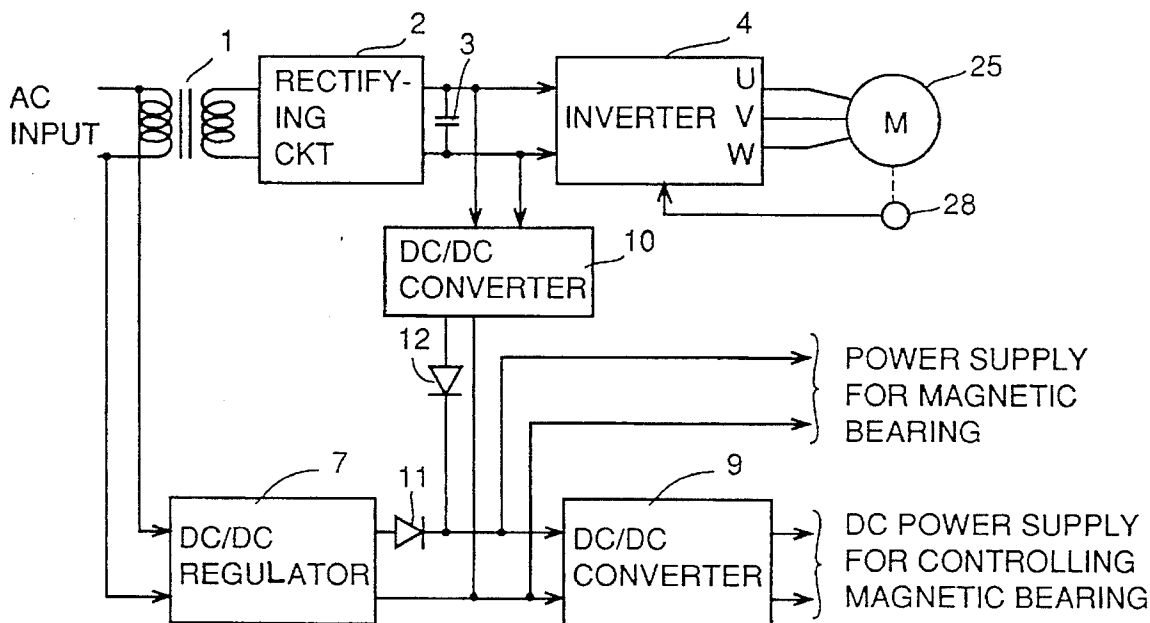 1
2
3
4
25
AC
INPUT
RECTIFY-
ING
CKT
INVERTER
U
V
W
M
28
10
DC/DC
CONVERTER
12
POWER SUPPLY
FOR MAGNETIC
BEARING
7
11
9
DC/DC
REGULATOR
DC/DC
CONVERTER
DC POWER SUPPLY
FOR CONTROLLING
MAGNETIC BEARING